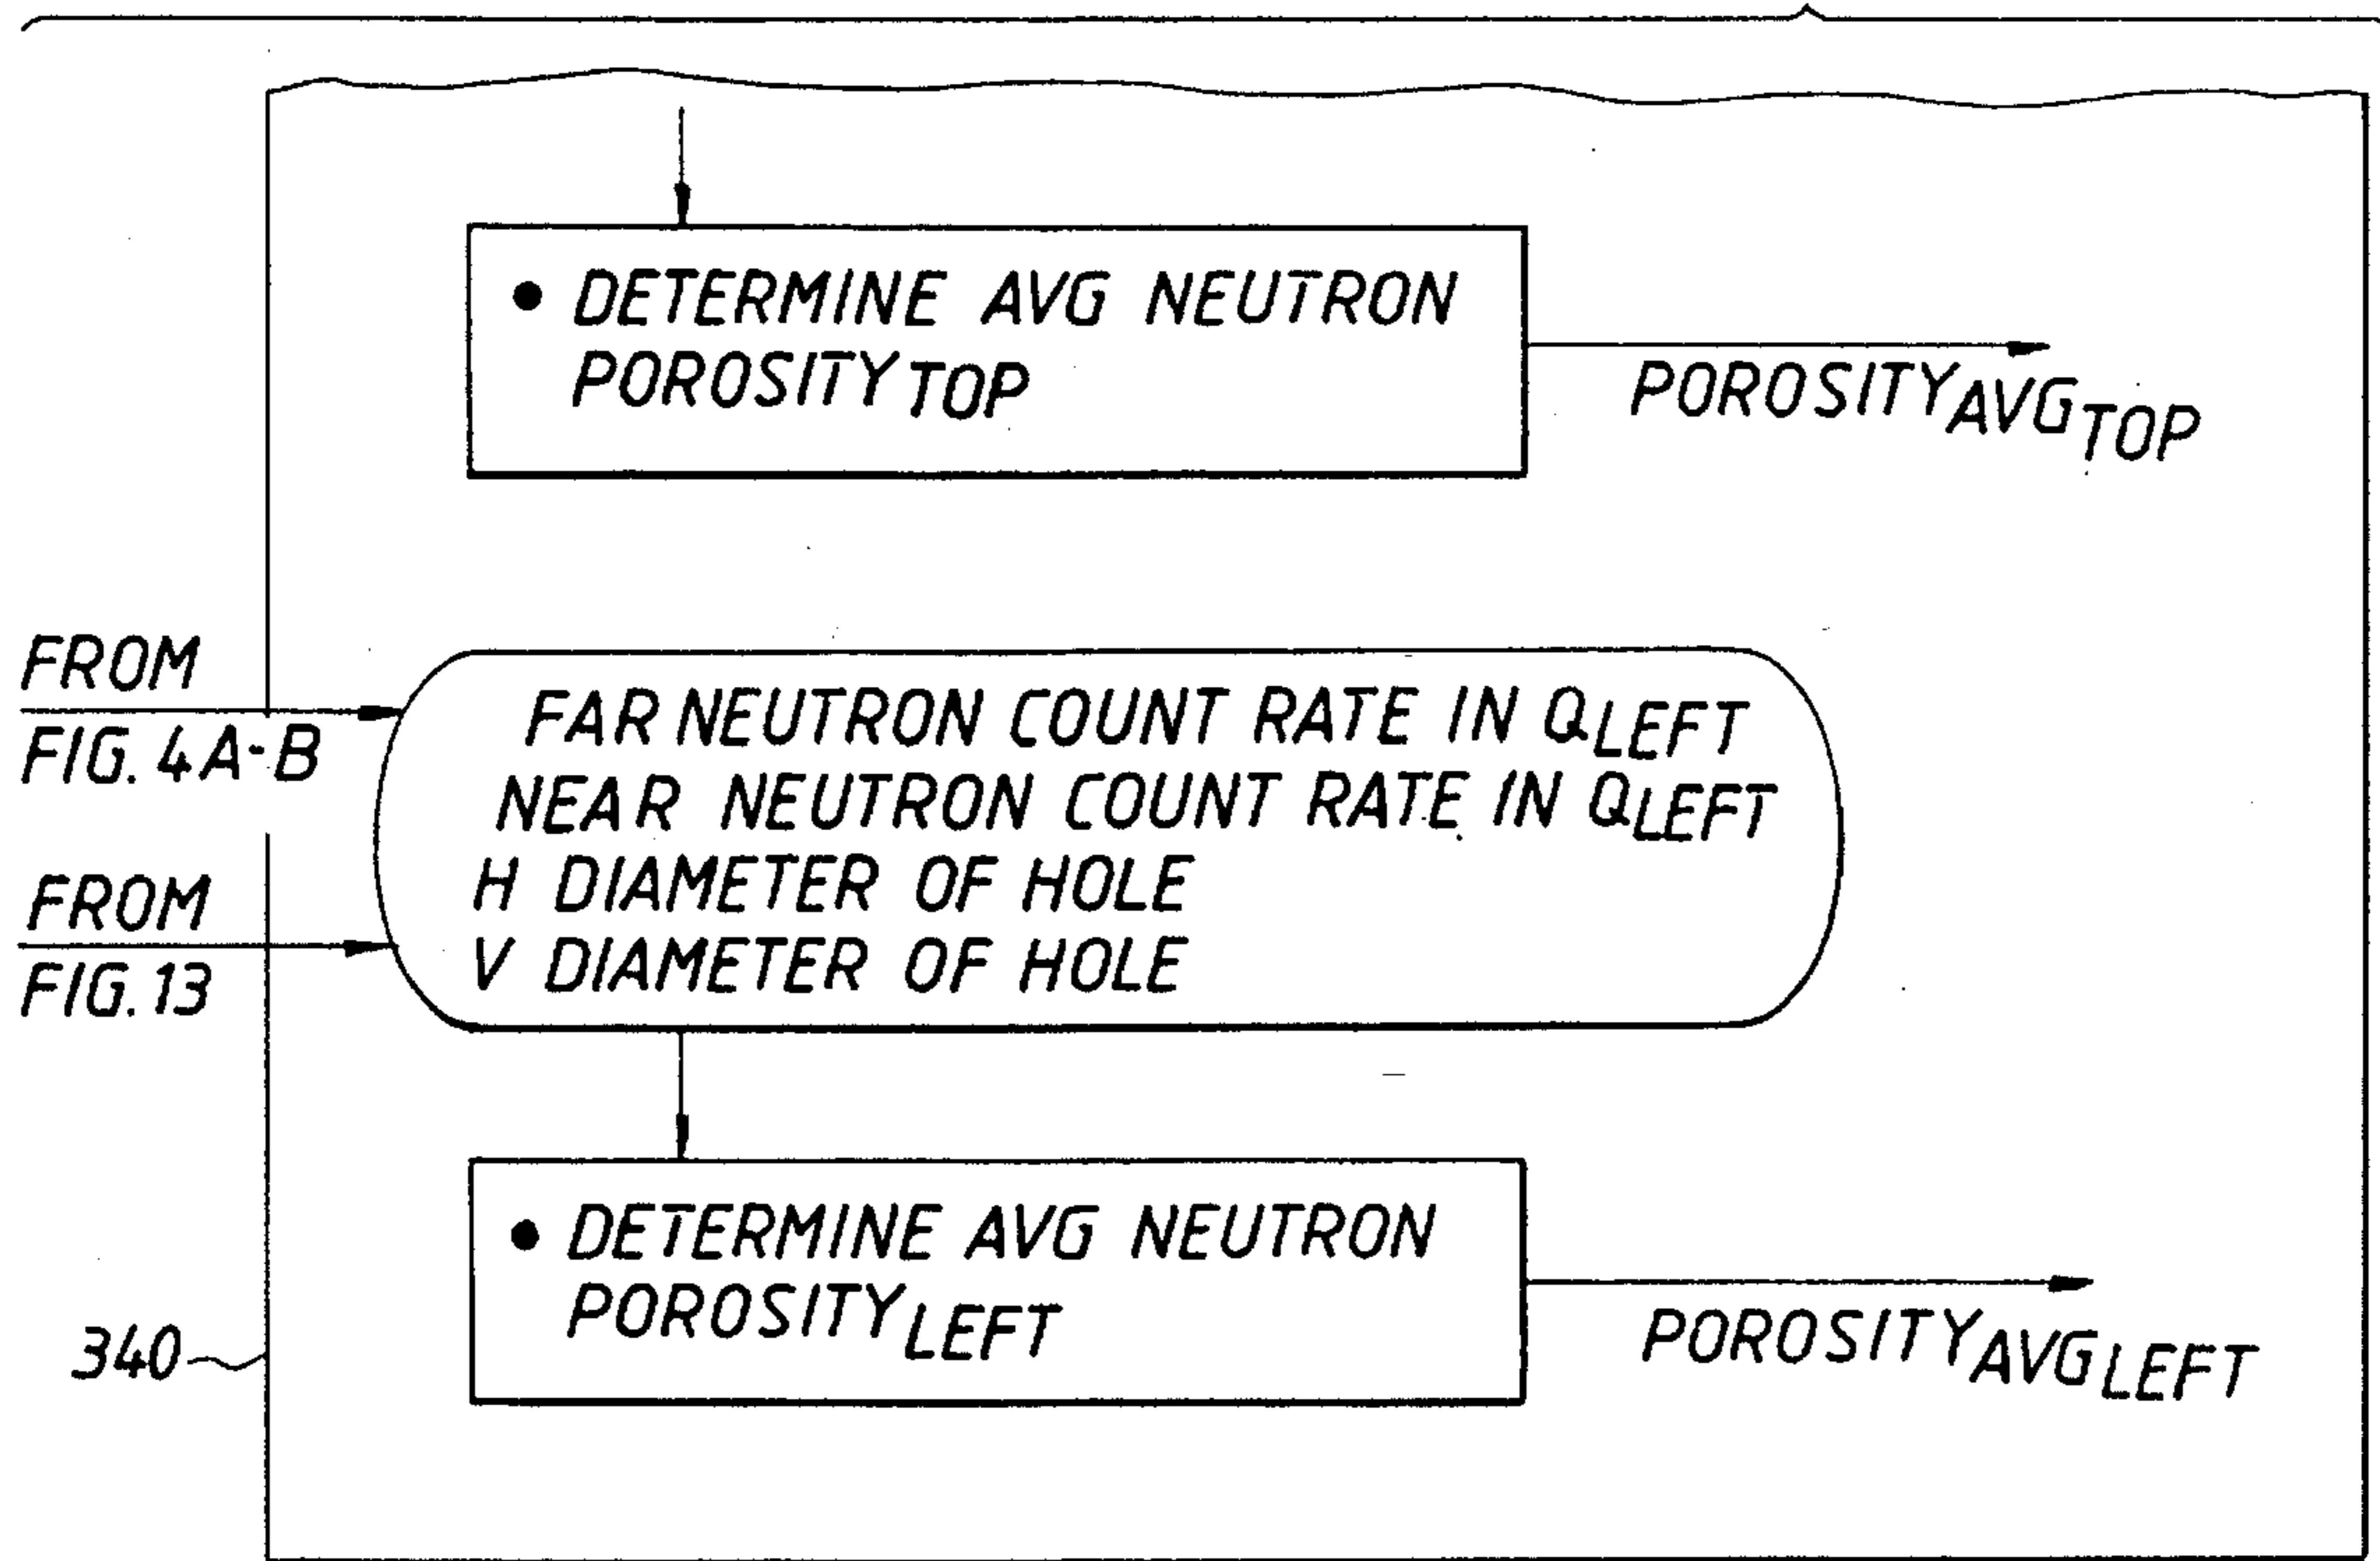 ● DETERMINE AVG NEUTRON
POROSITY TOP
POROSITY AVG TOP
FROM
FIG. 4A-B
FAR NEUTRON COUNT RATE IN QLEFT
NEAR NEUTRON COUNT RATE IN QLEFT
H DIAMETER OF HOLE
V DIAMETER OF HOLE
FROM
FIG. 13
● DETERMINE AVG NEUTRON
POROSITY LEFT
POROSITY AVG LEFT
340